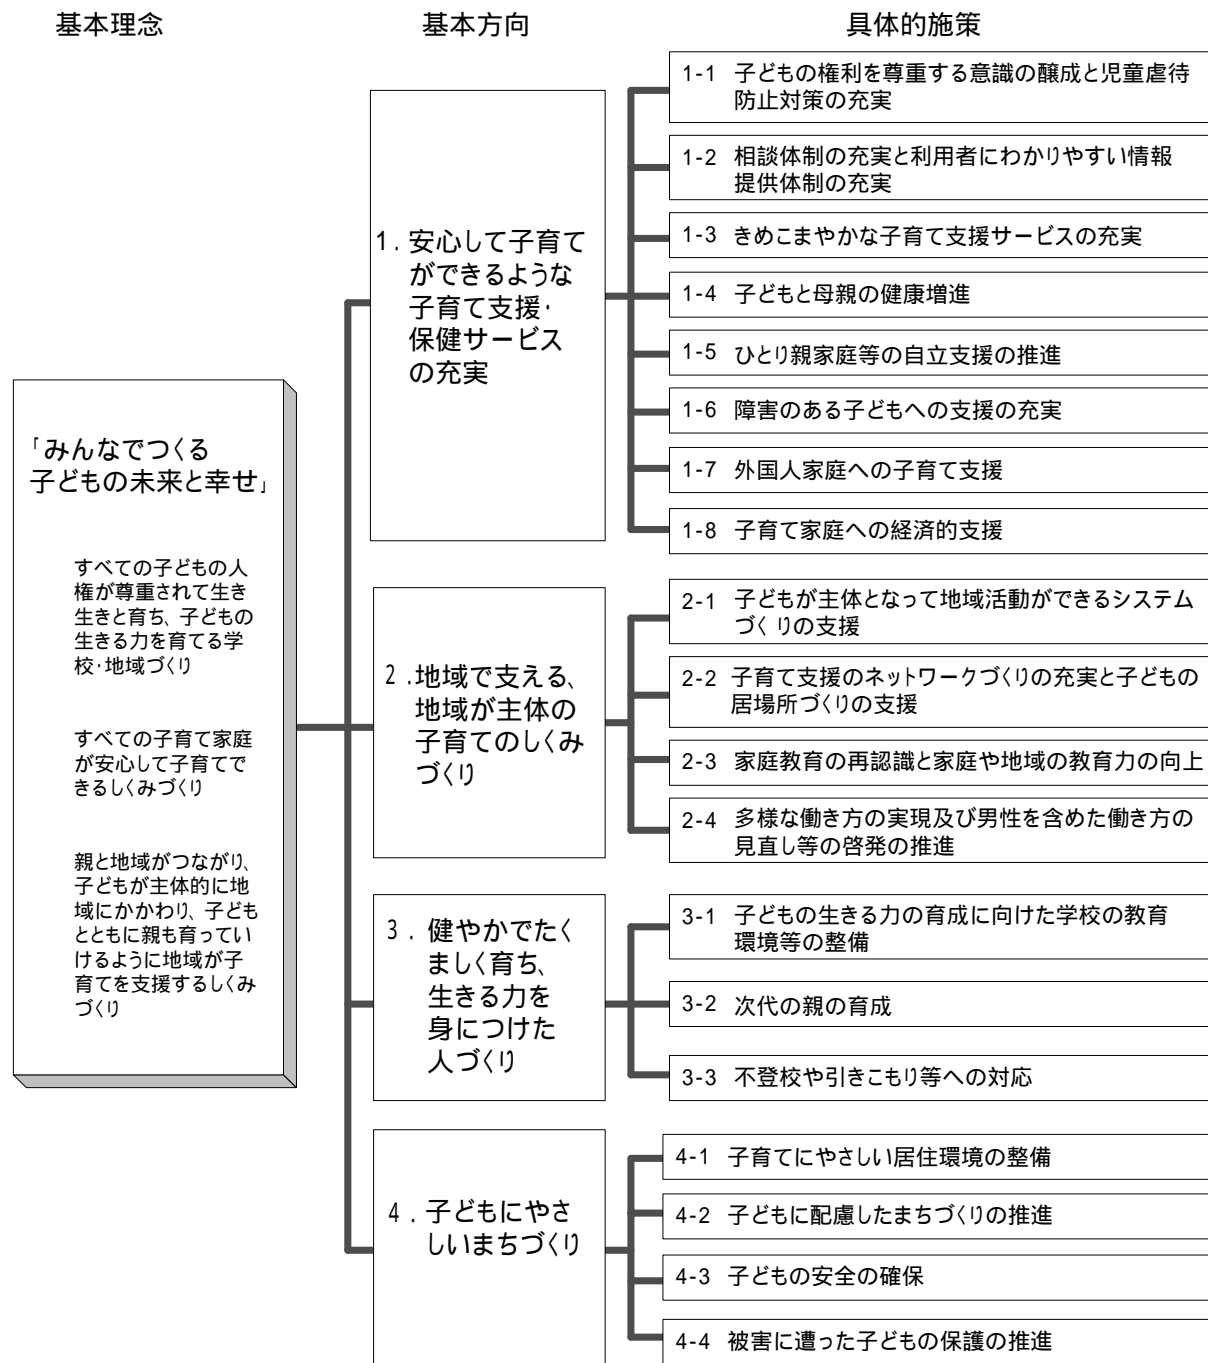 基本理念
基本方向
具体的施策
「みんなでつくる
子どもの未来と幸せ」
すべての子どもの人
権が尊重されて生き
生きと育ち、子どもの
生きる力を育てる学
校・地域づくり
すべての子育て家庭
が安心して子育てで
きるしくみづくり
親と地域がつながり、
子どもが主体的に地
域にかかわり、子ども
とともに親も育ってい
けるように地域が子
育てを支援するしくみ
づくり
1.安心して子育て
ができるような
子育て支援・
保健サービス
の充実
1-1 子どもの権利を尊重する意識の醸成と児童虐待
防止対策の充実
1-2 相談体制の充実と利用者にわかりやすい情報
提供体制の充実
1-3 きめこまやかな子育て支援サービスの充実
1-4 子どもと母親の健康増進
1-5 ひとり親家庭等の自立支援の推進
1-6 障害のある子どもへの支援の充実
1-7 外国人家庭への子育て支援
1-8 子育て家庭への経済的支援
2.地域で支える、
地域が主体の
子育てのしくみ
づくり
2-1 子どもが主体となって地域活動ができるシステム
づくりの支援
2-2 子育て支援のネットワークづくりの充実と子どもの
居場所づくりの支援
2-3 家庭教育の再認識と家庭や地域の教育力の向上
2-4 多様な働き方の実現及び男性を含めた働き方の
見直し等の啓発の推進
3.健やかでたく
ましく育ち、
生きる力を
身につけた
人づくり
3-1 子どもの生きる力の育成に向けた学校の教育
環境等の整備
3-2 次代の親の育成
3-3 不登校や引きこもり等への対応
4.子どもにやさ
しいまちづくり
4-1 子育てにやさしい居住環境の整備
4-2 子どもに配慮したまちづくりの推進
4-3 子どもの安全の確保
4-4 被害に遭った子どもの保護の推進